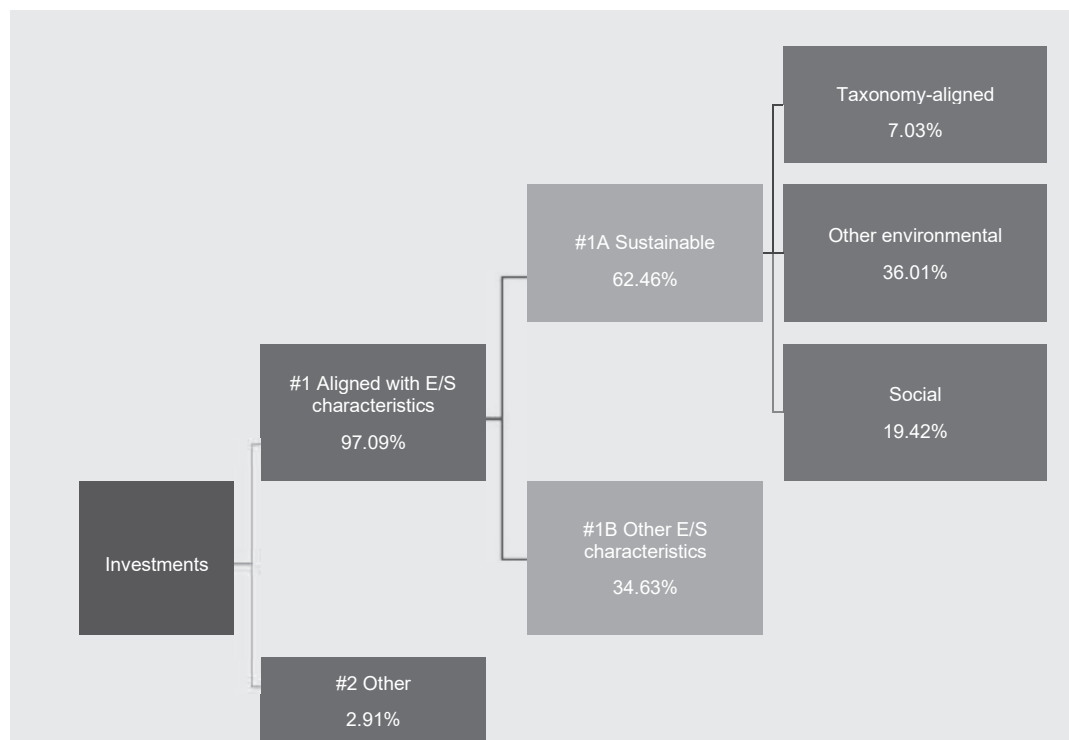 Taxonomy-aligned
7.03%
#1A Sustainable
62.46%
Other environmental
36.01%
#1 Aligned with E/S
characteristics
97.09%
Social
19.42%
Investments
#1B Other E/S
characteristics
34.63%
#2 Other
2.91%